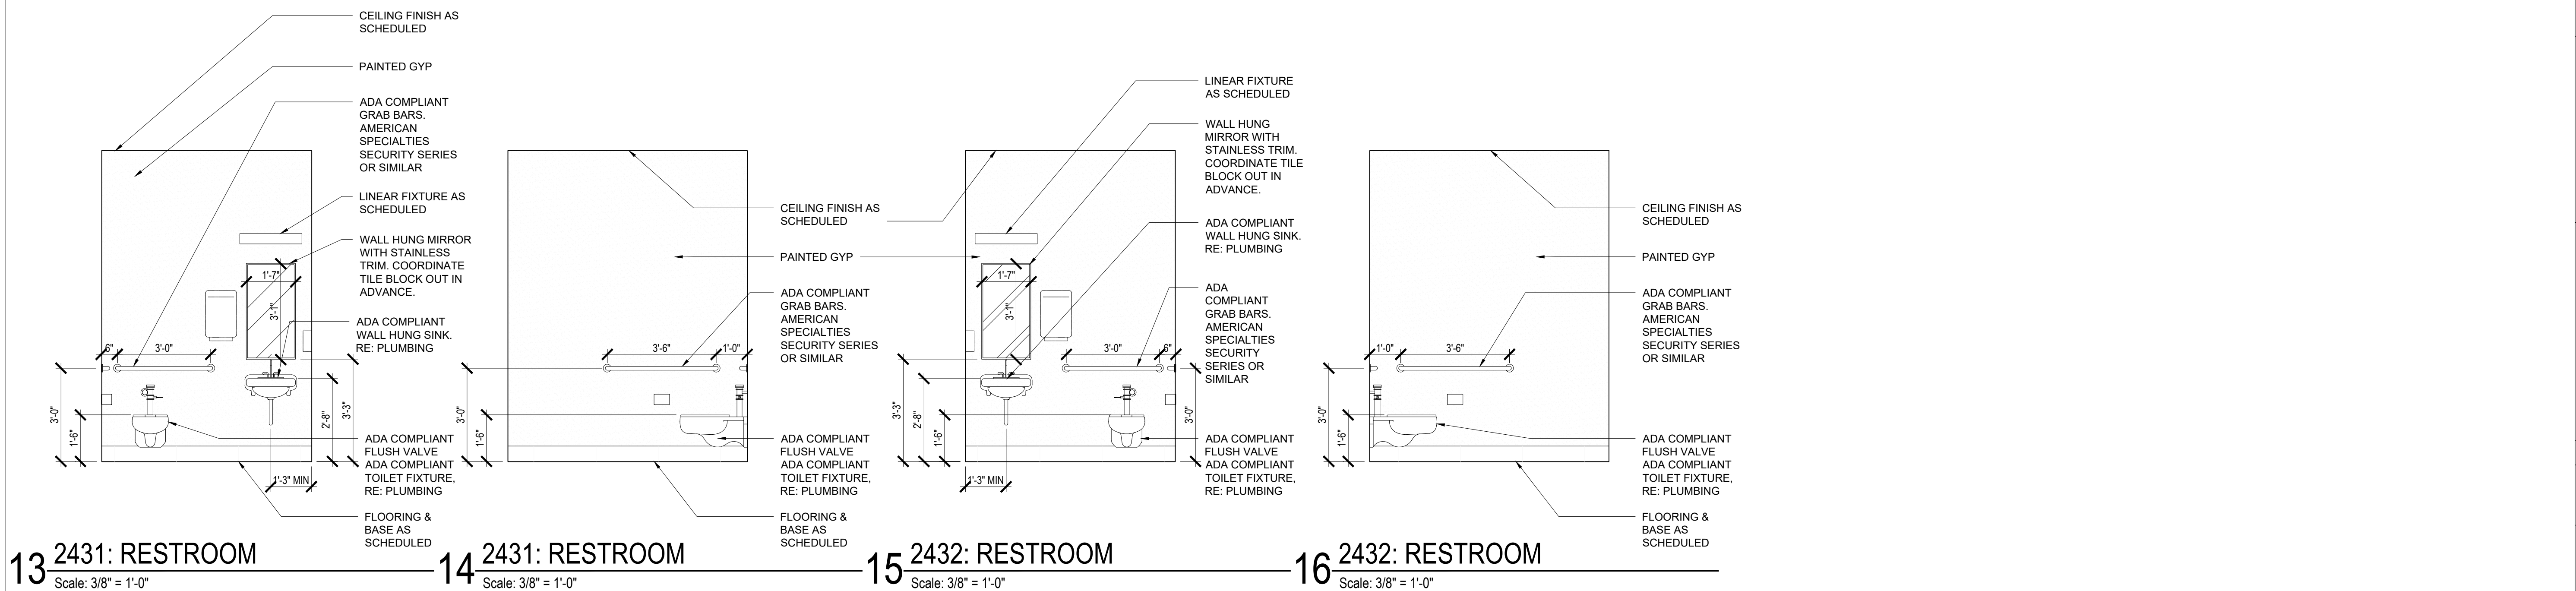 CEILING FINISH AS
SCHEDULED
PAINTED GYP
ADA COMPLIANT
GRAB BARS.
AMERICAN
SPECIALTIES
SECURITY SERIES
OR SIMILAR
LINEAR FIXTURE AS
SCHEDULED
WALL HUNG MIRROR
WITH STAINLESS
TRIM. COORDINATE
TILE BLOCK OUT IN
ADVANCE.
ADA COMPLIANT
WALL HUNG SINK.
RE: PLUMBING
1'-7"
3'-1"
6"
3'-0"
3'-0"
1'-6"
2'-8"
3'-3"
1'-3" MIN
ADA COMPLIANT
FLUSH VALVE
ADA COMPLIANT
TOILET FIXTURE,
RE: PLUMBING
FLOORING &
BASE AS
SCHEDULED
13
2431: RESTROOM
Scale: 3/8" = 1'-0"
CEILING FINISH AS
SCHEDULED
PAINTED GYP
ADA COMPLIANT
GRAB BARS.
AMERICAN
SPECIALTIES
SECURITY SERIES
OR SIMILAR
3'-6"
1'-0"
3'-0"
1'-6"
ADA COMPLIANT
FLUSH VALVE
ADA COMPLIANT
TOILET FIXTURE,
RE: PLUMBING
FLOORING &
BASE AS
SCHEDULED
14
2431: RESTROOM
Scale: 3/8" = 1'-0"
LINEAR FIXTURE
AS SCHEDULED
WALL HUNG
MIRROR WITH
STAINLESS TRIM.
COORDINATE TILE
BLOCK OUT IN
ADVANCE.
ADA COMPLIANT
WALL HUNG SINK.
RE: PLUMBING
ADA
COMPLIANT
GRAB BARS.
AMERICAN
SPECIALTIES
SECURITY
SERIES OR
SIMILAR
1'-7"
3'-1"
3'-0"
6"
3'-3"
2'-8"
1'-6"
3'-0"
1'-3" MIN
ADA COMPLIANT
FLUSH VALVE
ADA COMPLIANT
TOILET FIXTURE,
RE: PLUMBING
FLOORING &
BASE AS
SCHEDULED
15
2432: RESTROOM
Scale: 3/8" = 1'-0"
CEILING FINISH AS
SCHEDULED
PAINTED GYP
ADA COMPLIANT
GRAB BARS.
AMERICAN
SPECIALTIES
SECURITY SERIES
OR SIMILAR
1'-0"
3'-6"
3'-0"
1'-6"
ADA COMPLIANT
FLUSH VALVE
ADA COMPLIANT
TOILET FIXTURE,
RE: PLUMBING
FLOORING &
BASE AS
SCHEDULED
16
2432: RESTROOM
Scale: 3/8" = 1'-0"